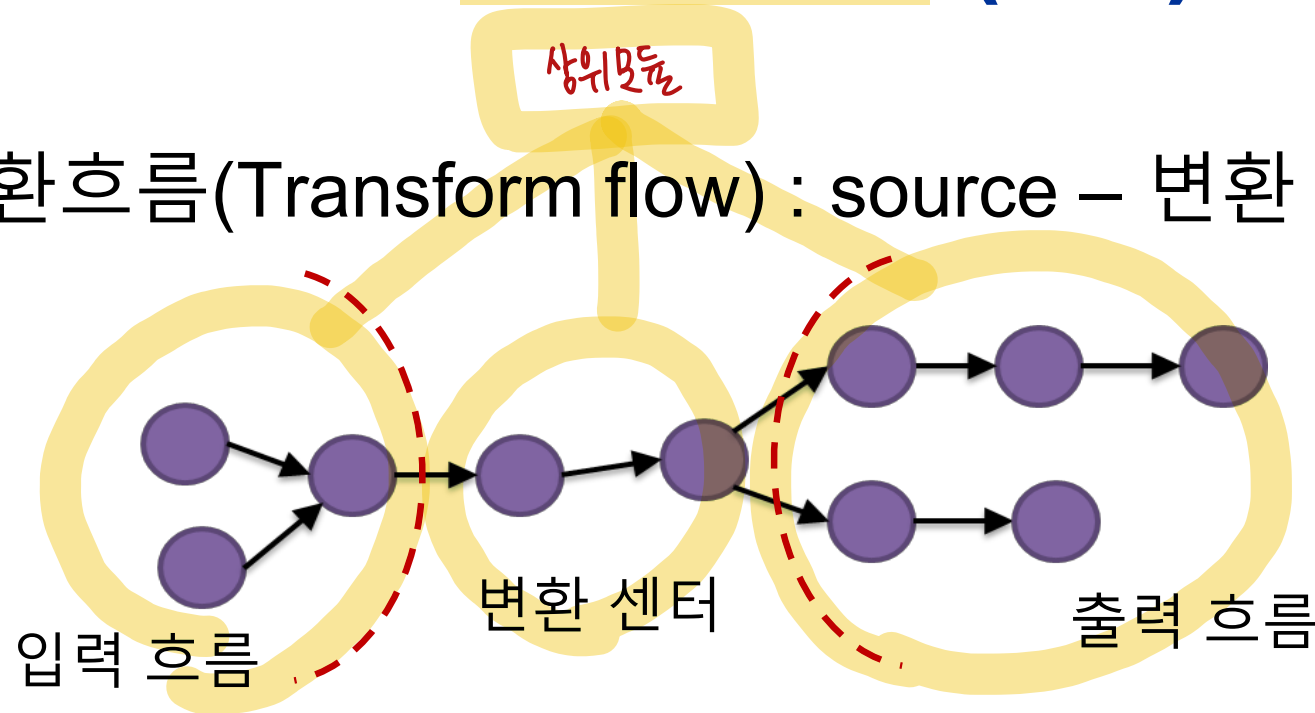 상위모듈
환흐름(Transform flow) : source – 변환
변환 센터
출력 흐름
입력 흐름